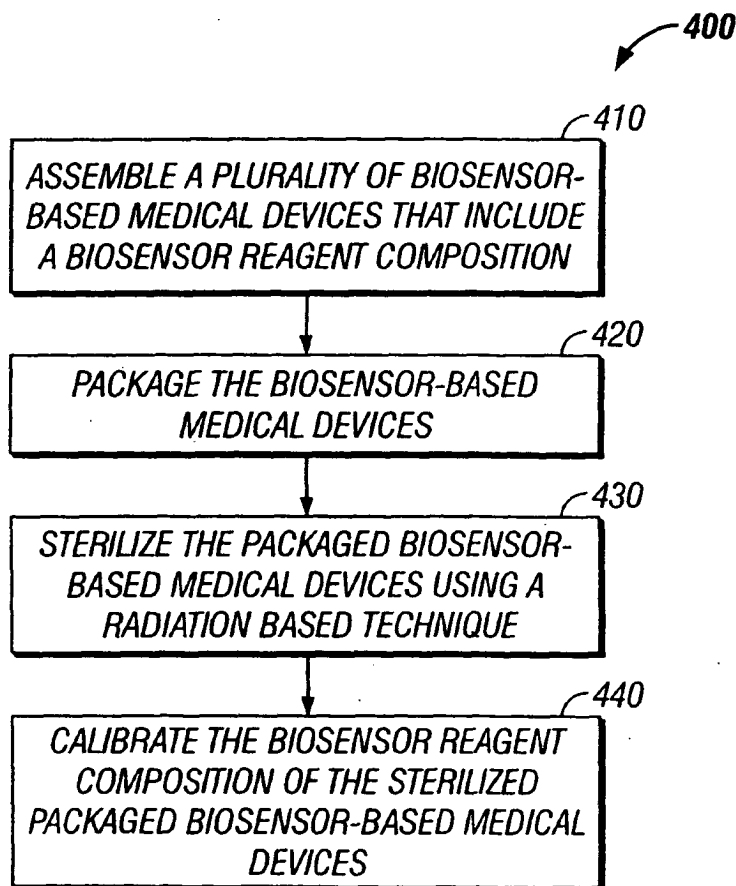 400
410
ASSEMBLE A PLURALITY OF BIOSENSOR-
BASED MEDICAL DEVICES THAT INCLUDE
A BIOSENSOR REAGENT COMPOSITION
420
PACKAGE THE BIOSENSOR-BASED
MEDICAL DEVICES
430
STERILIZE THE PACKAGED BIOSENSOR-
BASED MEDICAL DEVICES USING A
RADIATION BASED TECHNIQUE
440
CALIBRATE THE BIOSENSOR REAGENT
COMPOSITION OF THE STERILIZED
PACKAGED BIOSENSOR-BASED MEDICAL
DEVICES